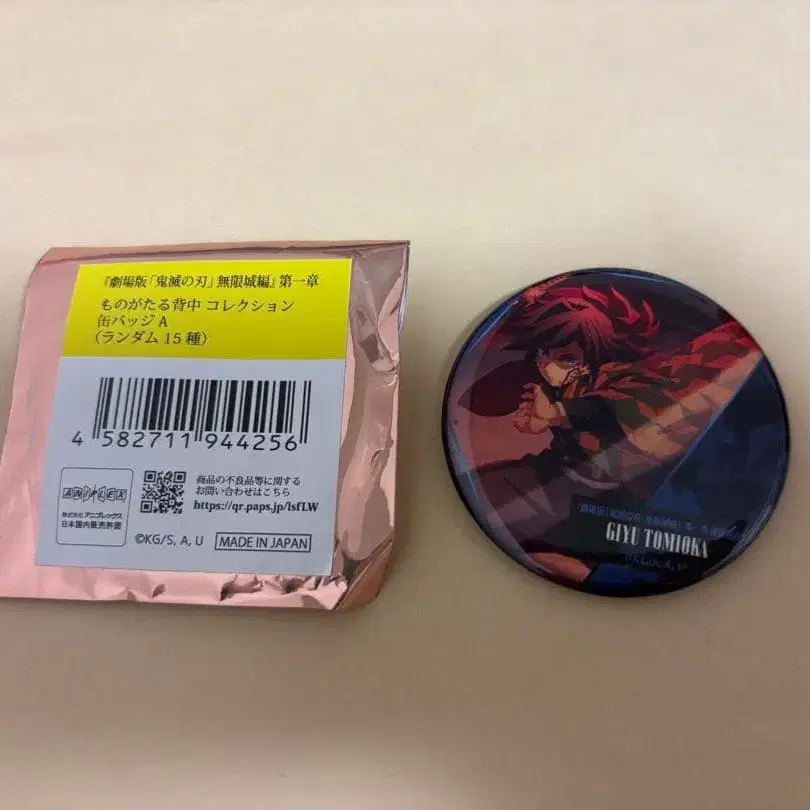 『劇場版「鬼滅の刃」無限城編』第一章
ものがたる背中 コレクション
缶バッジ A
(ランダム 15 種)
4 582711 944256
ANIPLEX
株式会社アニプレックス
日本国内販売許諾
商品の不良品等に関する
お問い合わせはこちら
https://qr.paps.jp/lsfLW
©KG/S, A, U
MADE IN JAPAN
GIYU TOMIOKA